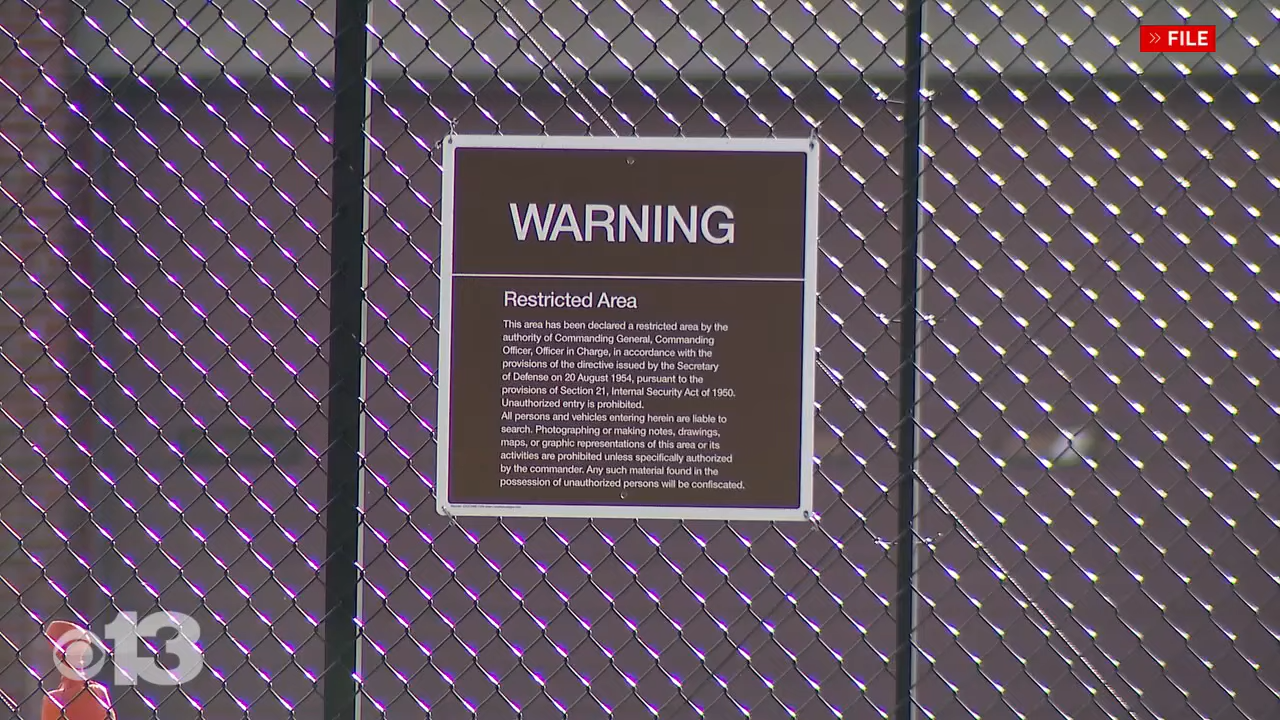 » FILE
WARNING
Restricted Area
This area has been declared a restricted area by the
authority of Commanding General, Commanding
Officer, Officer in Charge, in accordance with the
provisions of the directive issued by the Secretary
of Defense on 20 August 1954, pursuant to the
provisions of Section 21, Internal Security Act of 1950.
Unauthorized entry is prohibited.
All persons and vehicles entering herein are liable to
search. Photographing or making notes, drawings,
maps, or graphic representations of this area or its
activities are prohibited unless specifically authorized
by the commander. Any such material found in the
possession of unauthorized persons will be confiscated.
13